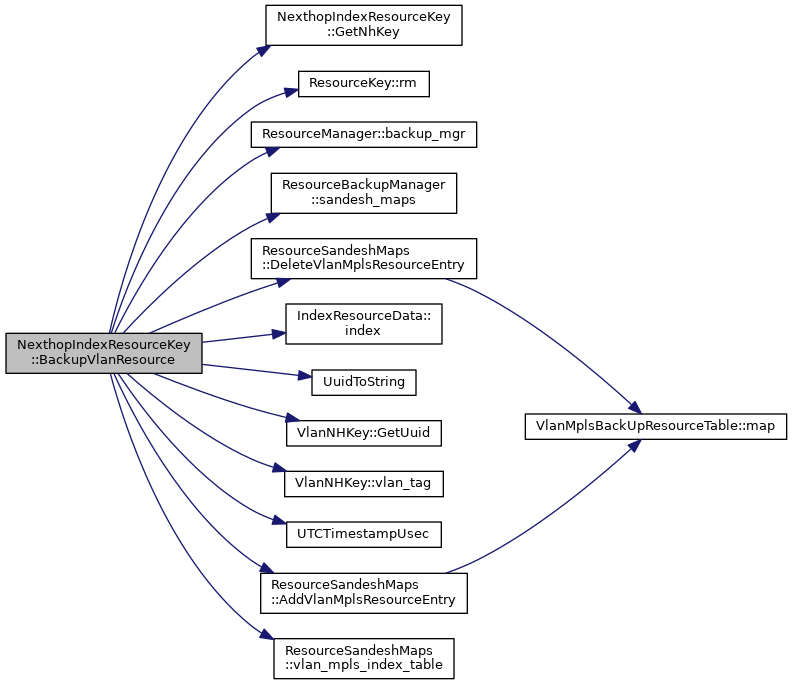 NexthopIndexResourceKey
::GetNhKey
ResourceKey::rm
ResourceManager::backup_mgr
ResourceBackupManager
::sandesh_maps
ResourceSandeshMaps
::DeleteVlanMplsResourceEntry
IndexResourceData::
index
NexthopIndexResourceKey
::BackupVlanResource
UuidToString
VlanMplsBackUpResourceTable::map
VlanNHKey::GetUuid
VlanNHKey::vlan_tag
UTCTimestampUsec
ResourceSandeshMaps
::AddVlanMplsResourceEntry
ResourceSandeshMaps
::vlan_mpls_index_table